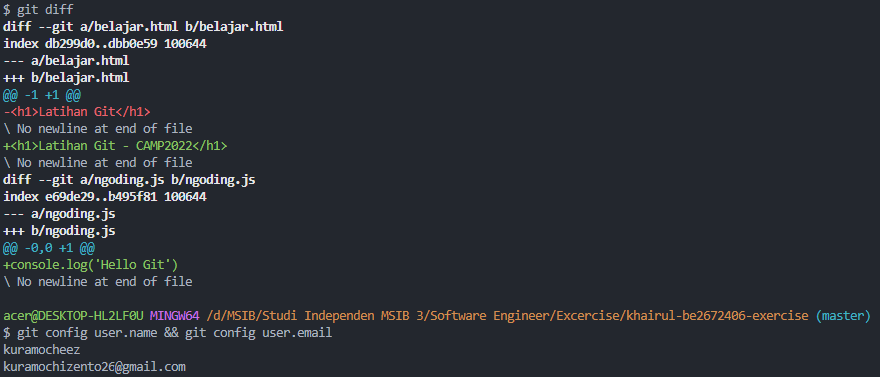 $ git diff
diff --git a/belajar.html b/belajar.html
index db299d0..dbb0e59 100644
--- a/belajar.html
+++ b/belajar.html
@@ -1 +1 @@
-<h1>Latihan Git</h1>
\ No newline at end of file
+<h1>Latihan Git - CAMP2022</h1>
\ No newline at end of file
diff --git a/ngoding.js b/ngoding.js
index e69de29..b495f81 100644
--- a/ngoding.js
+++ b/ngoding.js
@@ -0,0 +1 @@
+console.log('Hello Git')
\ No newline at end of file
acer@DESKTOP-HL2LF0U MINGW64 /d/MSIB/Studi Independen MSIB 3/Software Engineer/Excercise/khairul-be2672406-exercise (master)
$ git config user.name && git config user.email
kuramocheez
kuramochizento26@gmail.com